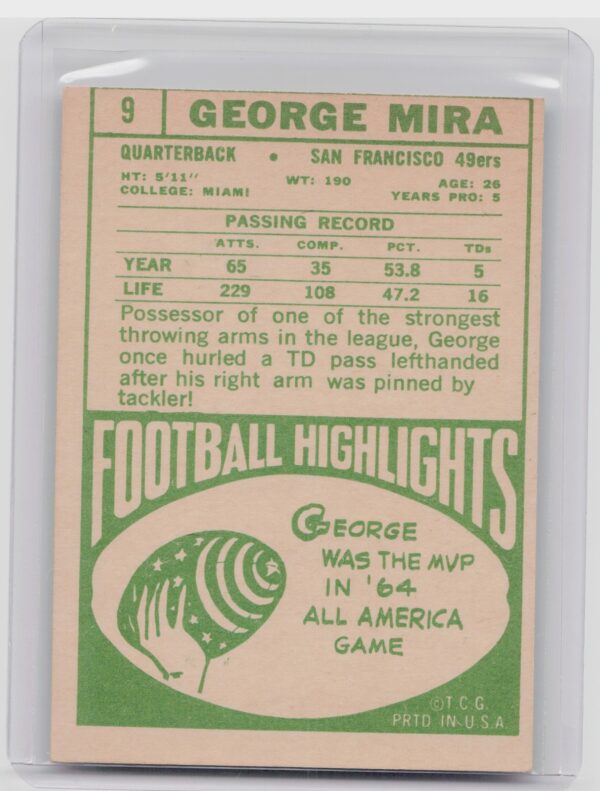 9 GEORGE MIRA
QUARTERBACK • SAN FRANCISCO 49ers
HT: 5'11" WT: 190 AGE: 26
COLLEGE: MIAMI YEARS PRO: 5
PASSING RECORD
ATTS. COMP. PCT. TDs
YEAR 65 35 53.8 5
LIFE 229 108 47.2 16
Possessor of one of the strongest
throwing arms in the league, George
once hurled a TD pass lefthanded
after his right arm was pinned by
tackler!
FOOTBALL HIGHLIGHTS
GEORGE
WAS THE MVP
IN '64
ALL AMERICA
GAME
©T.C.G.
PRTD IN U.S.A